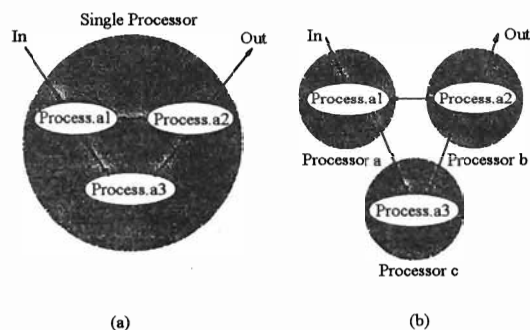 Single Processor
In
Out
Process.a1
Process.a2
Process.a3
(a)
In
Out
Process.a1
Process.a2
Processor a
Processor b
Process.a3
Processor c
(b)